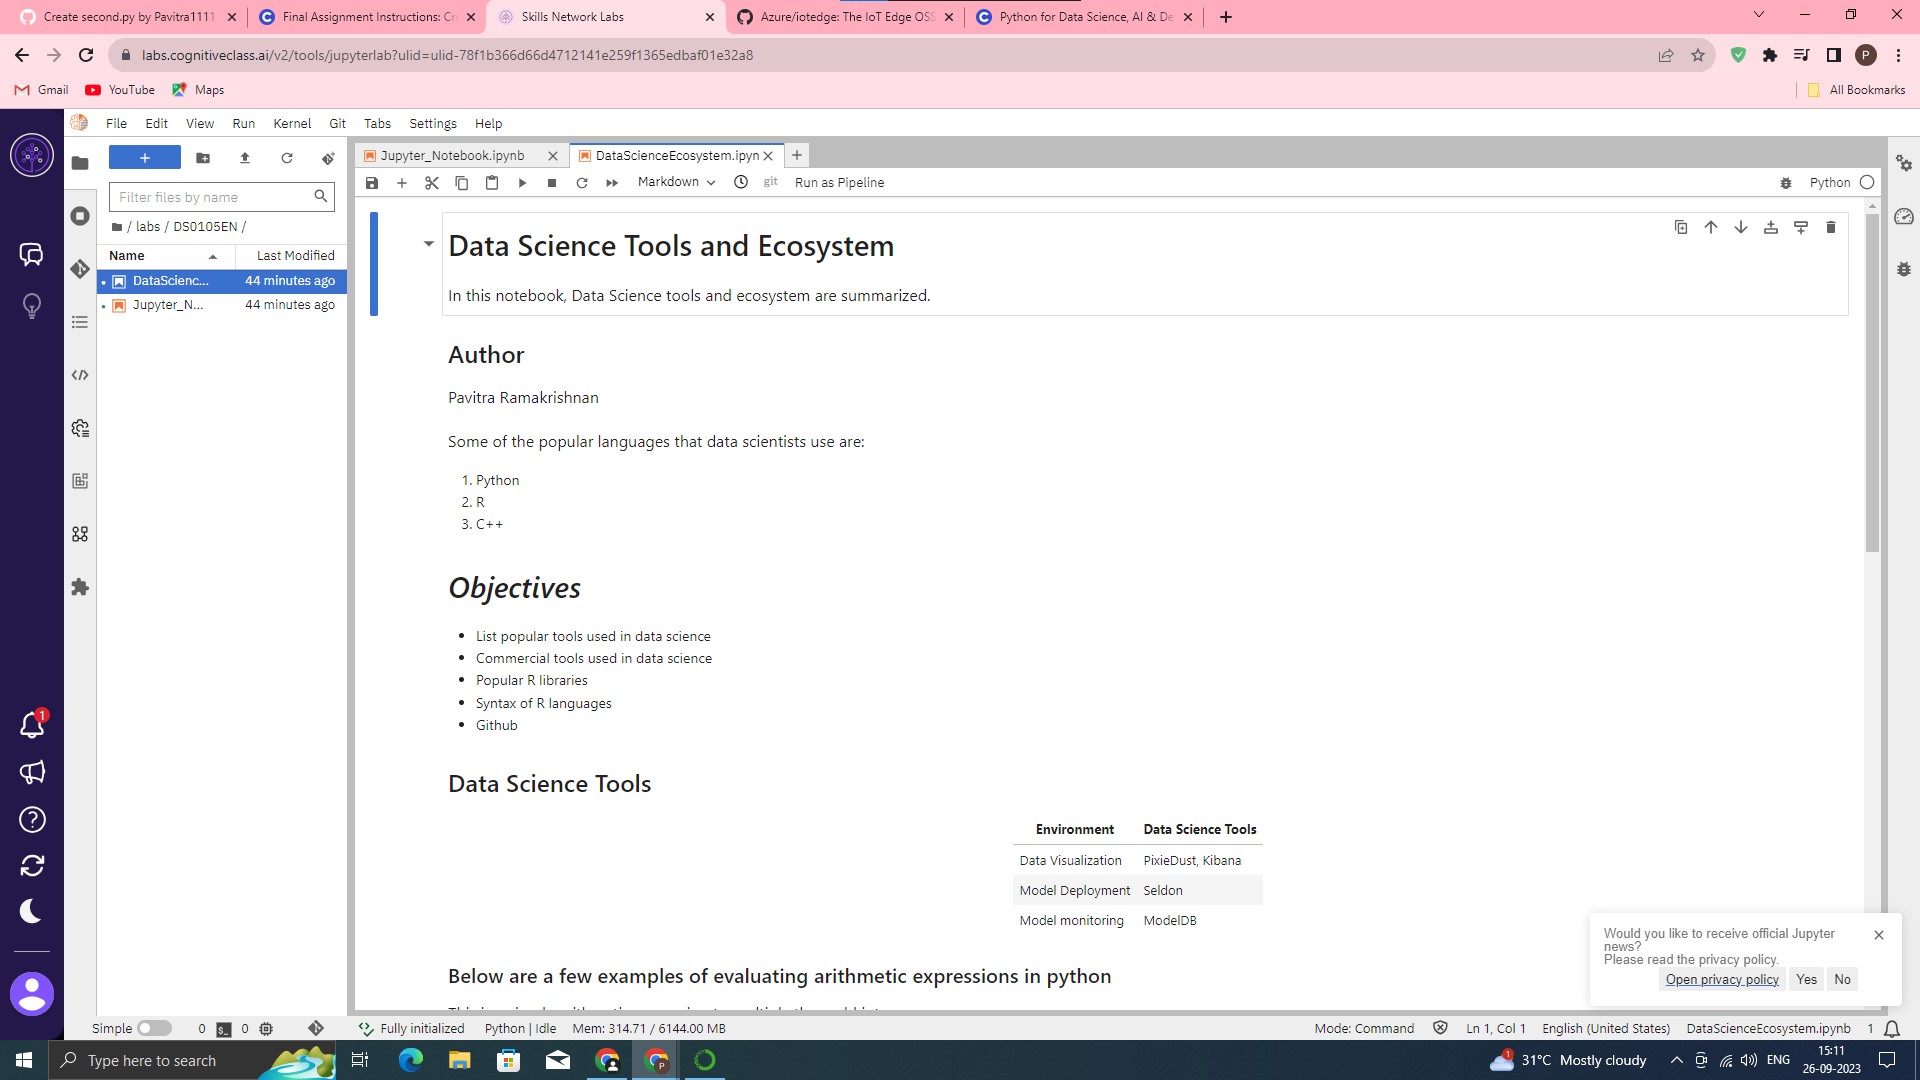 Create second.py by Pavitra1111
Final Assignment Instructions: Cr
Skills Network Labs
Azure/iotedge: The IoT Edge OSS
Python for Data Science, AI & De
labs.cognitiveclass.ai/v2/tools/jupyterlab?ulid=ulid-78f1b366d66d4712141e259f1365edbaf01e32a8
P
Gmail
YouTube
Maps
All Bookmarks
File Edit View Run Kernel Git Tabs Settings Help
Jupyter_Notebook.ipynb
DataScienceEcosystem.ipyn
Markdown
git
Run as Pipeline
Python
Filter files by name
/ labs / DS0105EN /
Name Last Modified
DataScienc... 44 minutes ago
Jupyter_N... 44 minutes ago
Data Science Tools and Ecosystem
In this notebook, Data Science tools and ecosystem are summarized.
Author
Pavitra Ramakrishnan
Some of the popular languages that data scientists use are:
1. Python
2. R
3. C++
Objectives
• List popular tools used in data science
• Commercial tools used in data science
• Popular R libraries
• Syntax of R languages
• Github
Data Science Tools
Environment Data Science Tools
Data Visualization PixieDust, Kibana
Model Deployment Seldon
Model monitoring ModelDB
Below are a few examples of evaluating arithmetic expressions in python
1
Would you like to receive official Jupyter
news?
Please read the privacy policy.
Open privacy policy Yes No
Simple 0 $_ 0 Fully initialized Python | Idle Mem: 314.71 / 6144.00 MB Mode: Command Ln 1, Col 1 English (United States) DataScienceEcosystem.ipynb 1
Type here to search
P
1
31°C Mostly cloudy
ENG
15:11
26-09-2023